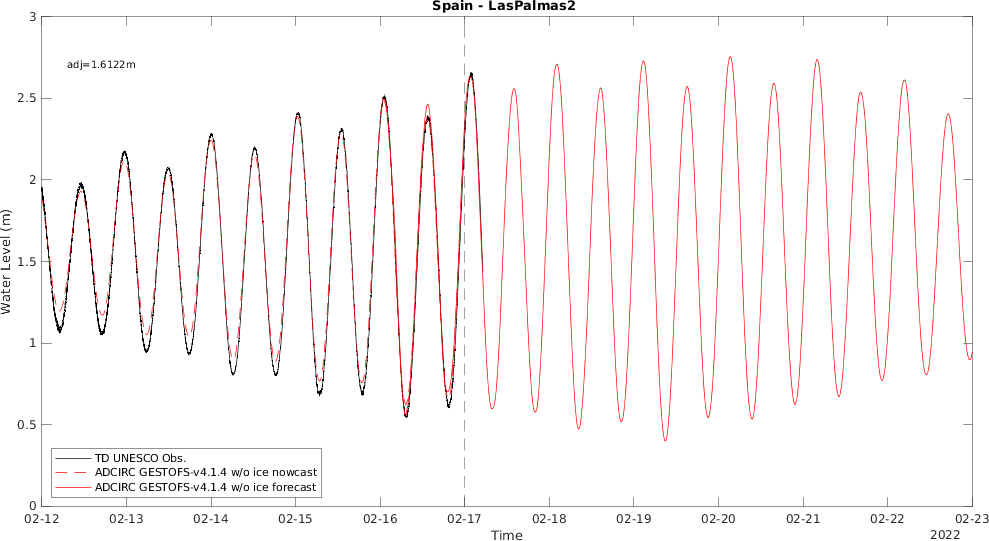 Spain - LasPalmas2
adj=1.6122m
3
2.5
2
1.5
1
0.5
0
Water Level (m)
TD UNESCO Obs.
ADCIRC GESTOFS-v4.1.4 w/o ice nowcast
ADCIRC GESTOFS-v4.1.4 w/o ice forecast
02-12 02-13 02-14 02-15 02-16 02-17 02-18 02-19 02-20 02-21 02-22 02-23
Time
2022